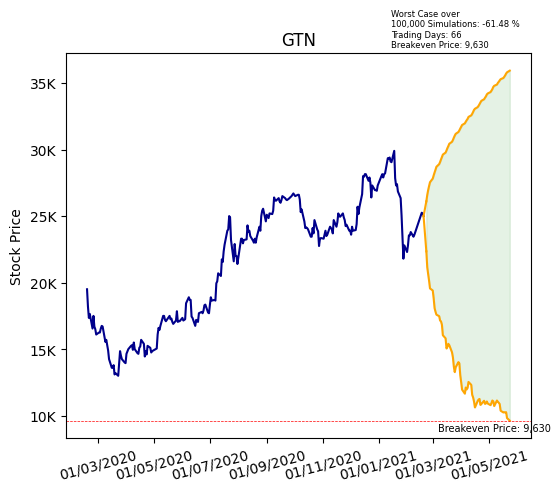 Worst Case over
100,000 Simulations: -61.48 %
Trading Days: 66
Breakeven Price: 9,630
GTN
Stock Price
35K
30K
25K
20K
15K
10K
Breakeven Price: 9,630
01/03/2020
01/05/2020
01/07/2020
01/09/2020
01/11/2020
01/01/2021
01/03/2021
01/05/2021